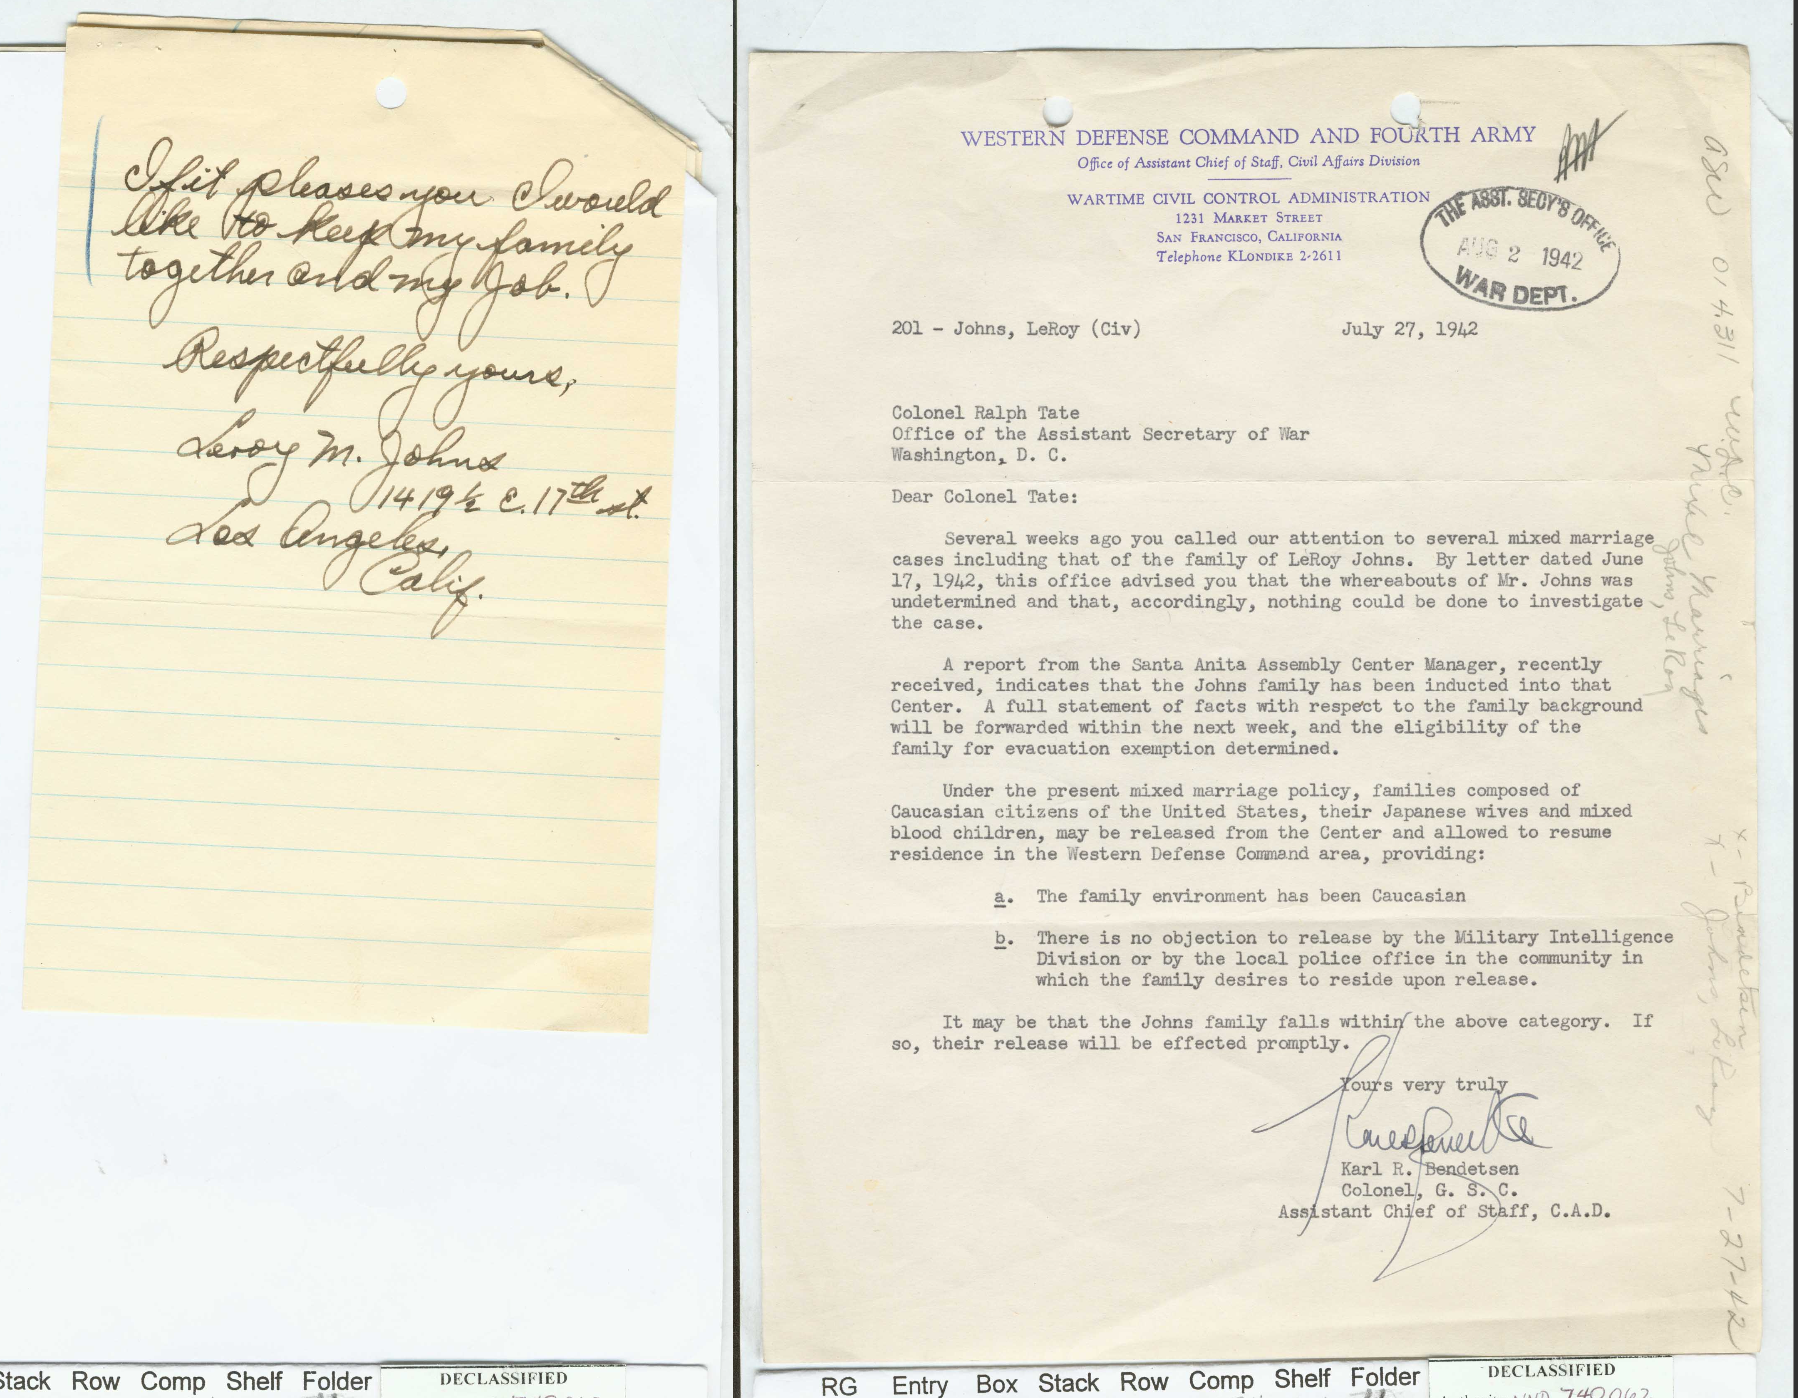 If it pleases you I would
like to keep my family
together and my Job.
Respectfully yours,
Leroy M. Johns
1419½ E. 17th st.
Los Angeles,
Calif.
Stack Row Comp Shelf Folder
DECLASSIFIED
WESTERN DEFENSE COMMAND AND FOURTH ARMY
Office of Assistant Chief of Staff, Civil Affairs Division
WARTIME CIVIL CONTROL ADMINISTRATION
1231 MARKET STREET
SAN FRANCISCO, CALIFORNIA
Telephone KLONDIKE 2-2611
THE ASST. SECY'S OFFICE
AUG 2 1942
WAR DEPT.
201 - Johns, LeRoy (Civ) July 27, 1942
Colonel Ralph Tate
Office of the Assistant Secretary of War
Washington, D. C.
Dear Colonel Tate:
Several weeks ago you called our attention to several mixed marriage
cases including that of the family of LeRoy Johns. By letter dated June
17, 1942, this office advised you that the whereabouts of Mr. Johns was
undetermined and that, accordingly, nothing could be done to investigate
the case.
A report from the Santa Anita Assembly Center Manager, recently
received, indicates that the Johns family has been inducted into that
Center. A full statement of facts with respect to the family background
will be forwarded within the next week, and the eligibility of the
family for evacuation exemption determined.
Under the present mixed marriage policy, families composed of
Caucasian citizens of the United States, their Japanese wives and mixed
blood children, may be released from the Center and allowed to resume
residence in the Western Defense Command area, providing:
a. The family environment has been Caucasian
b. There is no objection to release by the Military Intelligence
Division or by the local police office in the community in
which the family desires to reside upon release.
It may be that the Johns family falls within the above category. If
so, their release will be effected promptly.
Yours very truly
Karl R. Bendetsen
Colonel, G. S. C.
Assistant Chief of Staff, C.A.D.
ASW 014.311 W.D.C.
Mixed Marriages
Johns, LeRoy
x- Bendetsen
x- Johns, LeRoy
7-27-42
RG Entry Box Stack Row Comp Shelf Folder
DECLASSIFIED